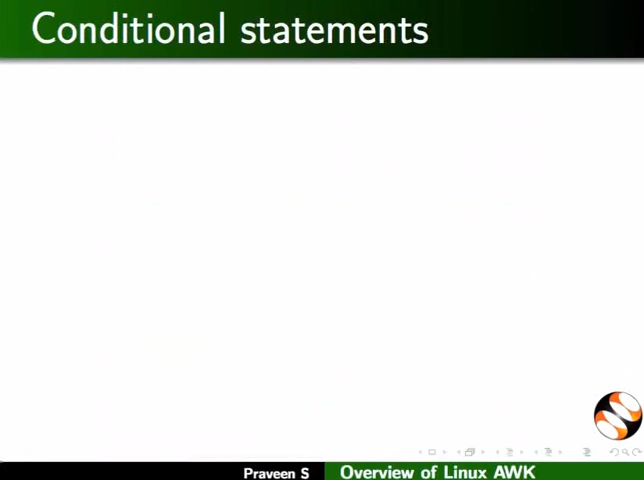 Conditional statements
Praveen S
Overview of Linux AWK